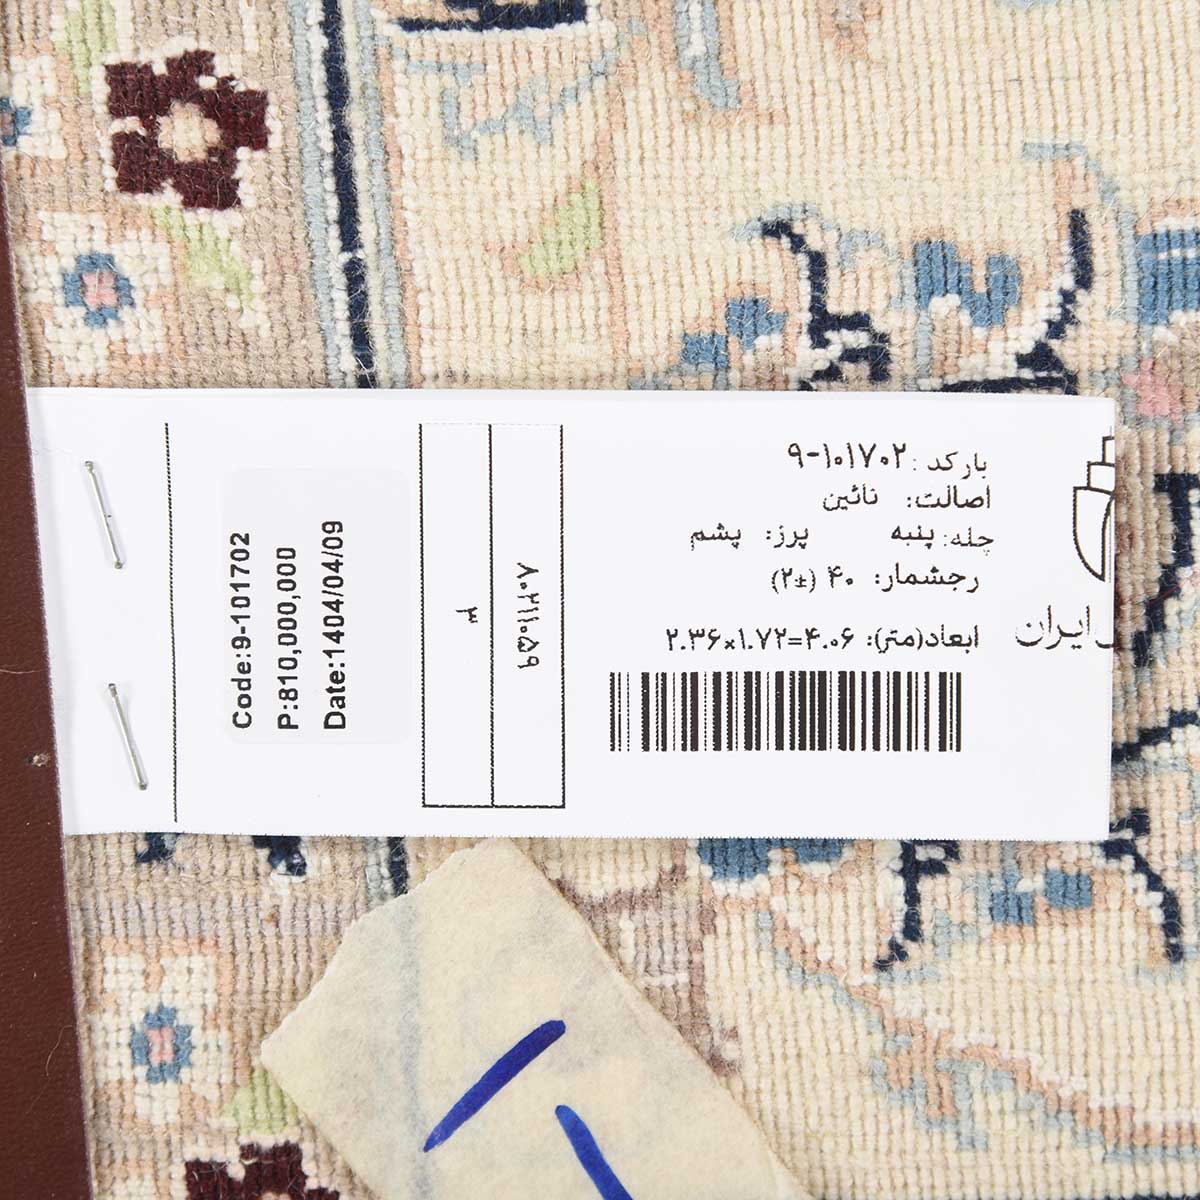 بارکد: ۹-۱۰۱۷۰۲
اصالت: نائین
چله: پنبه پرز: پشم
رجشمار: ۴۰ (±۲)
ابعاد(متر): ۲.۳۶×۱.۷۲=۴.۰۶
ایران
۸۰۲۱۱۰۵۹
۳
Code:9-101702
P:810,000,000
Date:1404/04/09